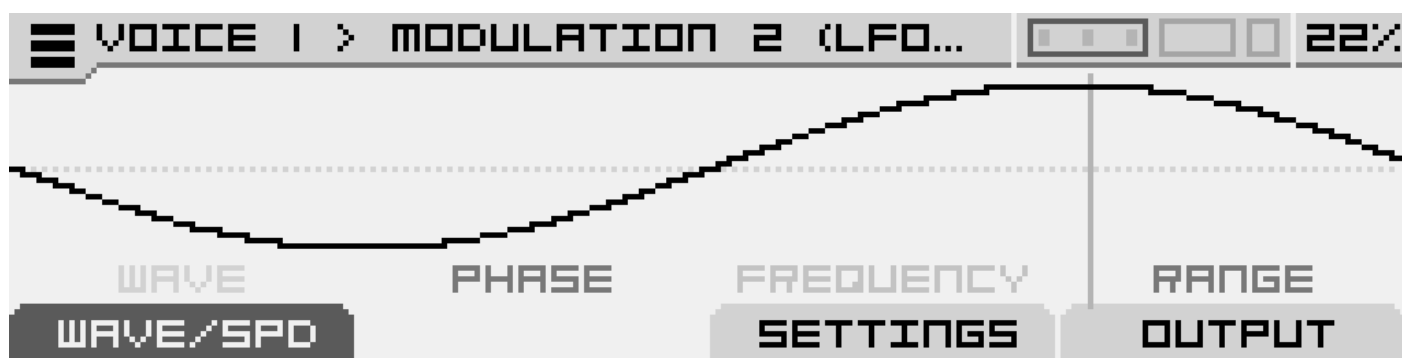 VOICE 1 > MODULATION 2 (LFO... 22%
WAVE PHASE FREQUENCY RANGE
WAVE/SPD SETTINGS OUTPUT